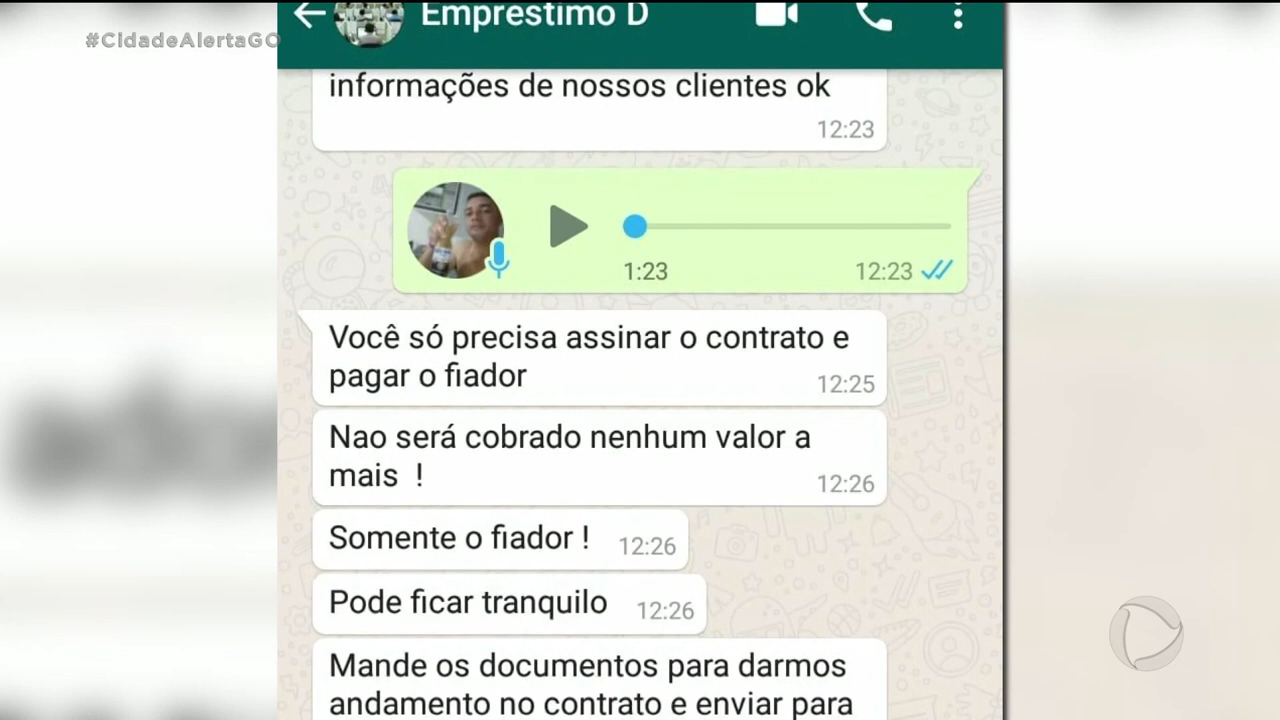 #CidadeAlertaGO
Emprestimo D
informações de nossos clientes ok
12:23
1:23
12:23
Você só precisa assinar o contrato e
pagar o fiador
12:25
Nao será cobrado nenhum valor a
mais !
12:26
Somente o fiador !
12:26
Pode ficar tranquilo
12:26
Mande os documentos para darmos
andamento no contrato e enviar para